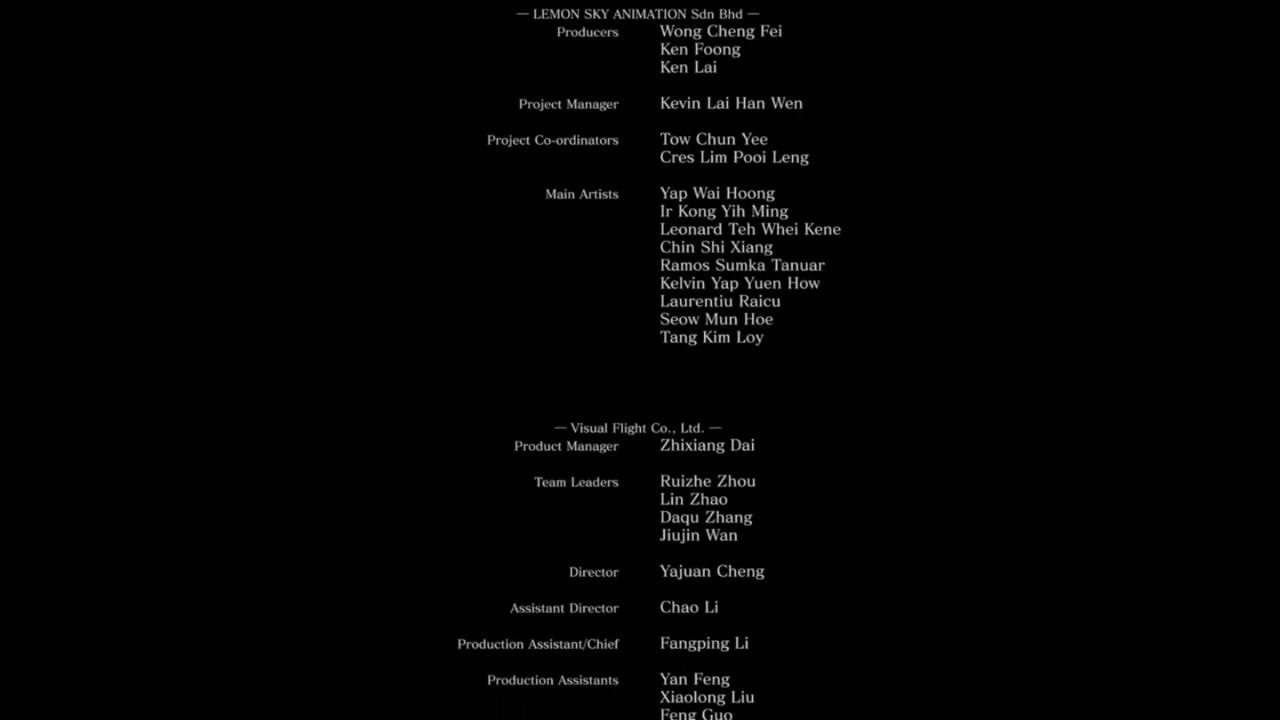 — LEMON SKY ANIMATION Sdn Bhd —
Producers Wong Cheng Fei
Ken Foong
Ken Lai
Project Manager Kevin Lai Han Wen
Project Co-ordinators Tow Chun Yee
Cres Lim Pooi Leng
Main Artists Yap Wai Hoong
Ir Kong Yih Ming
Leonard Teh Whei Kene
Chin Shi Xiang
Ramos Sumka Tanuar
Kelvin Yap Yuen How
Laurentiu Raicu
Seow Mun Hoe
Tang Kim Loy
— Visual Flight Co., Ltd. —
Product Manager Zhixiang Dai
Team Leaders Ruizhe Zhou
Lin Zhao
Daqu Zhang
Jiujin Wan
Director Yajuan Cheng
Assistant Director Chao Li
Production Assistant/Chief Fangping Li
Production Assistants Yan Feng
Xiaolong Liu
Feng Guo